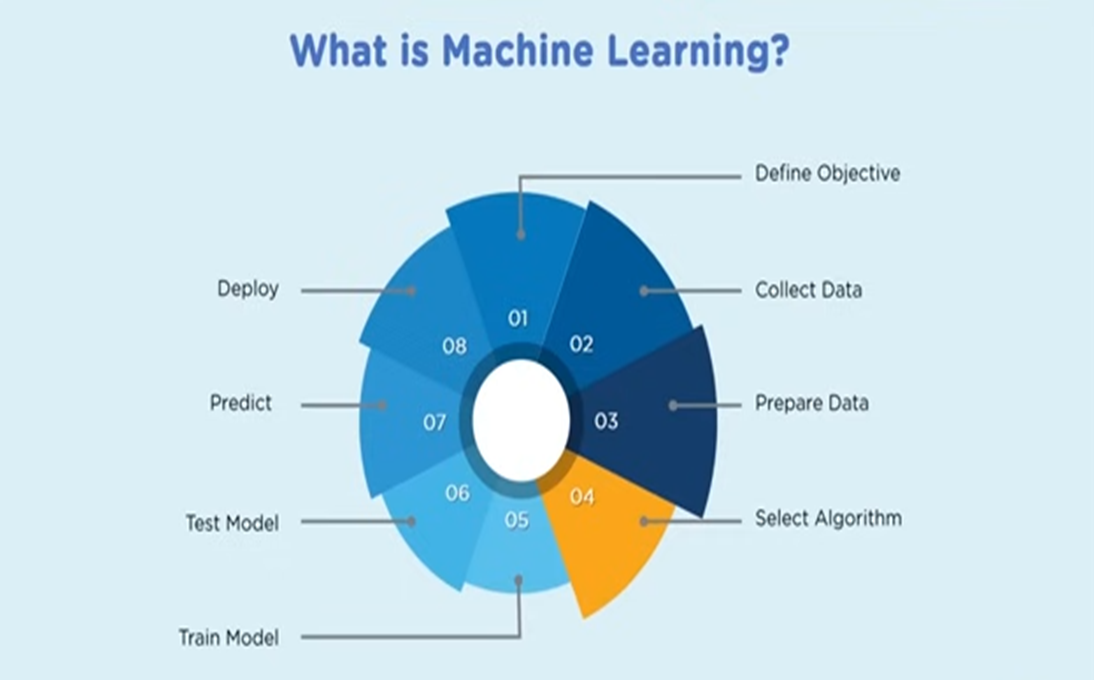 What is Machine Learning?
Define Objective
Deploy
Collect Data
01
08
02
Predict
Prepare Data
07
03
06
04
05
Test Model
Select Algorithm
Train Model